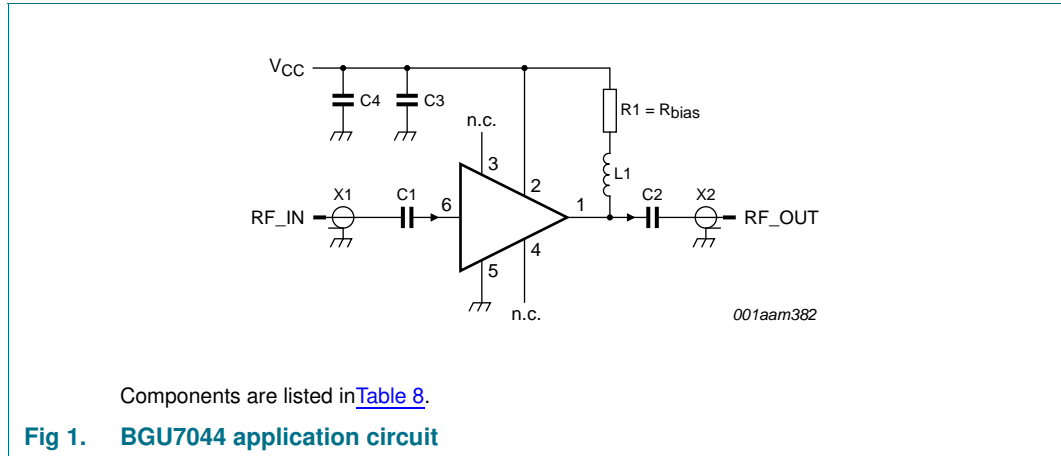 VCC
C4
C3
R1 = Rbias
n.c.
3
L1
2
X1
C1
C2
X2
RF_IN
6
1
RF_OUT
4
5
n.c.
001aam382
Components are listed inTable 8.
Fig 1. BGU7044 application circuit